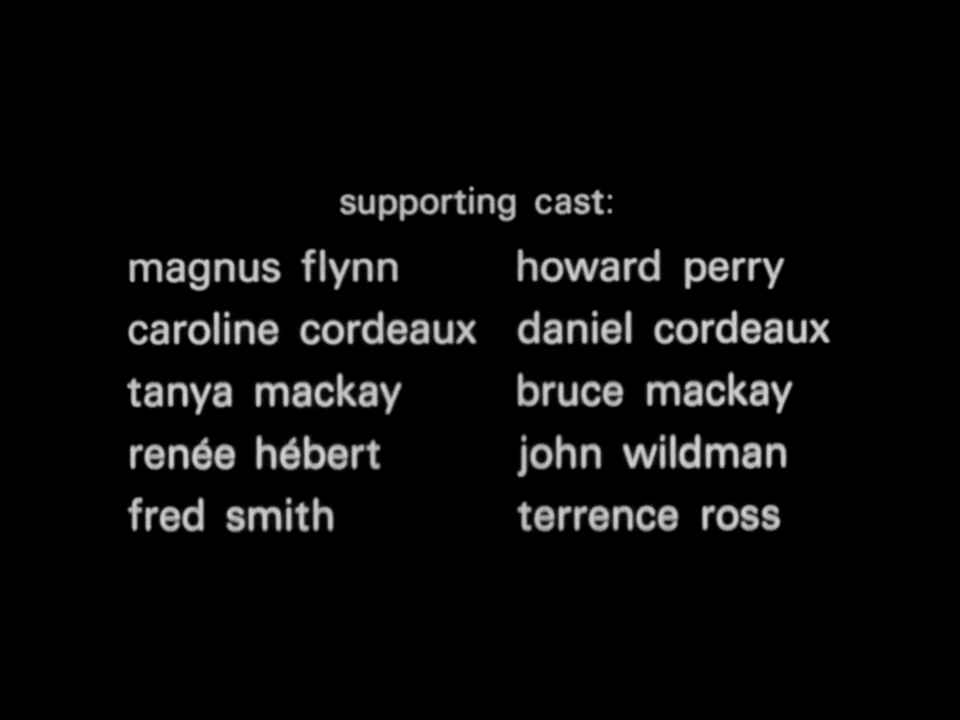 supporting cast:
magnus flynn howard perry
caroline cordeaux daniel cordeaux
tanya mackay bruce mackay
renée hébert john wildman
fred smith terrence ross